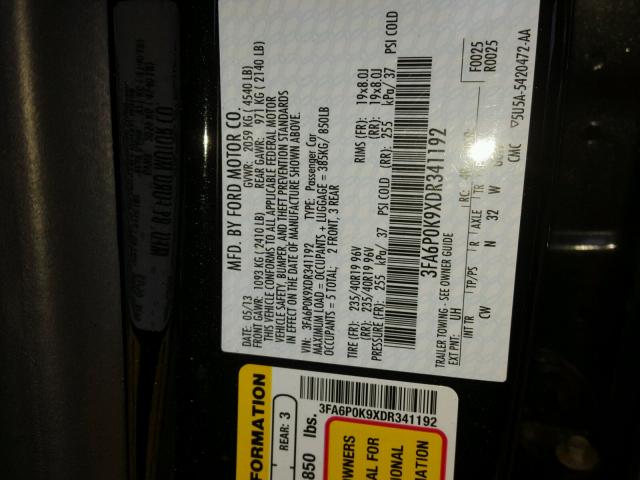 MFD. BY FORD MOTOR CO.
DATE: 05/13 GVWR: 2059 KG ( 4540 LB)
FRONT GAWR: 1093KG (2410 LB) REAR GAWR: 971 KG ( 2140 LB)
THIS VEHICLE CONFORMS TO ALL APPLICABLE FEDERAL MOTOR
VEHICLE SAFETY, BUMPER, AND THEFT PREVENTION STANDARDS
IN EFFECT ON THE DATE OF MANUFACTURE SHOWN ABOVE.
VIN: 3FA6P0K9XDR341192 TYPE: Passenger Car
MAXIMUM LOAD = OCCUPANTS + LUGGAGE = 385KG/ 850LB
OCCUPANTS = 5 TOTAL: 2 FRONT, 3 REAR
TIRE (FR): 235/40R19 96V RIMS (FR): 19x8.0J
(RR): 235/40R19 96V (RR): 19x8.0J
PRESSURE (FR): 255 kPa/ 37 PSI COLD (RR): 255 kPa/ 37 PSI COLD
3FA6P0K9XDR341192
TRAILER TOWING - SEE OWNER GUIDE
EXT PNT: UH RC: F0025
R0025
INT TR TP/PS R AXLE TR
CW N 32 W
CMC 5U5A-5420472-AA
3FA6P0K9XDR341192
FORMATION
REAR: 3
850 lbs.
OWNERS
AL FOR
IONAL
MATION